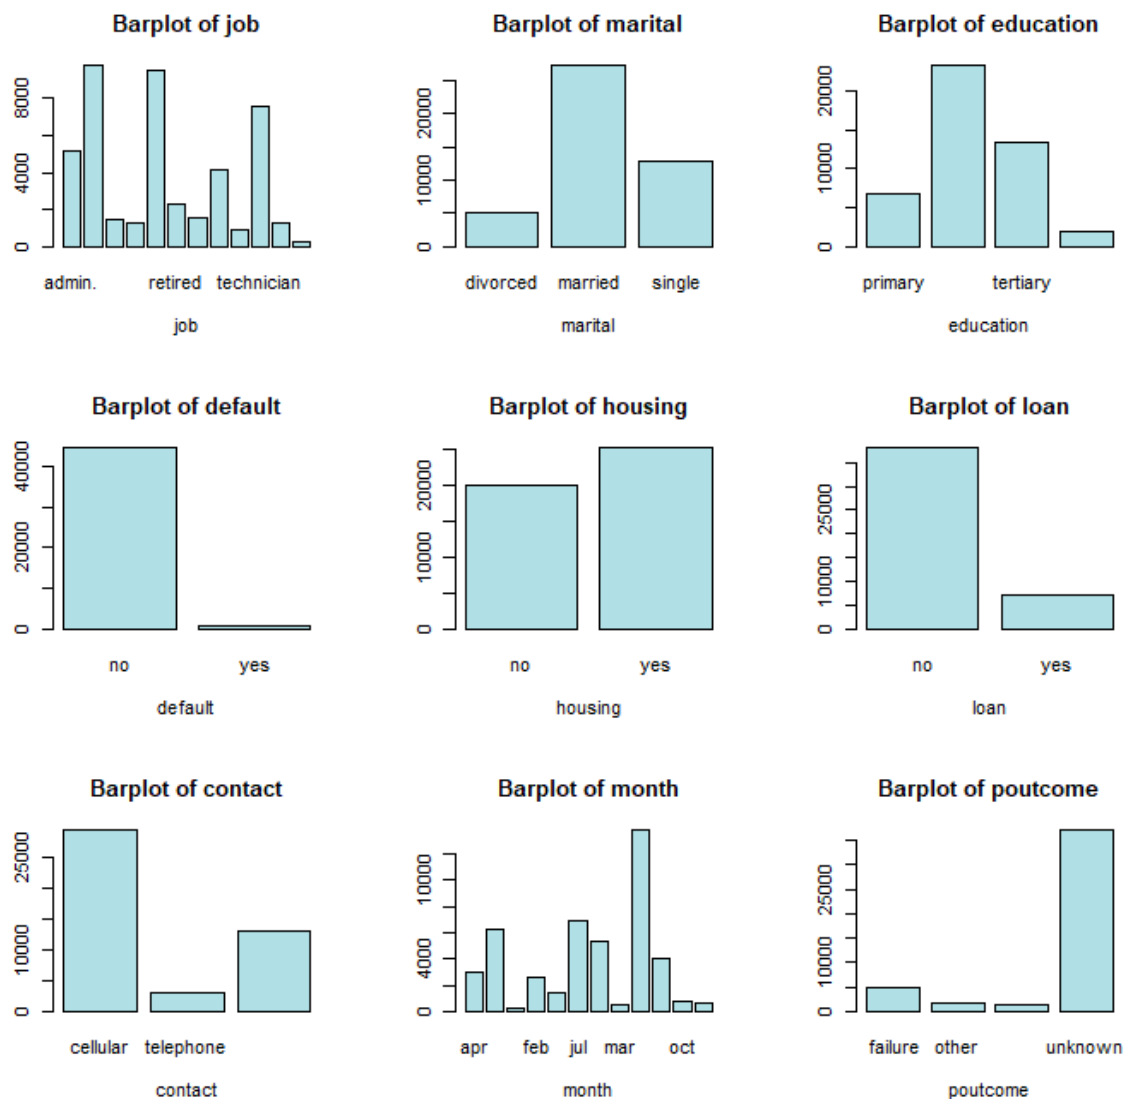 Barplot of job
8000
4000
0
admin. retired technician
job
Barplot of marital
20000
10000
0
divorced married single
marital
Barplot of education
20000
10000
0
primary tertiary
education
Barplot of default
40000
20000
0
no yes
default
Barplot of housing
20000
10000
0
no yes
housing
Barplot of loan
25000
10000
0
no yes
loan
Barplot of contact
25000
10000
0
cellular telephone
contact
Barplot of month
10000
4000
0
apr feb jul mar oct
month
Barplot of poutcome
25000
10000
0
failure other unknown
poutcome